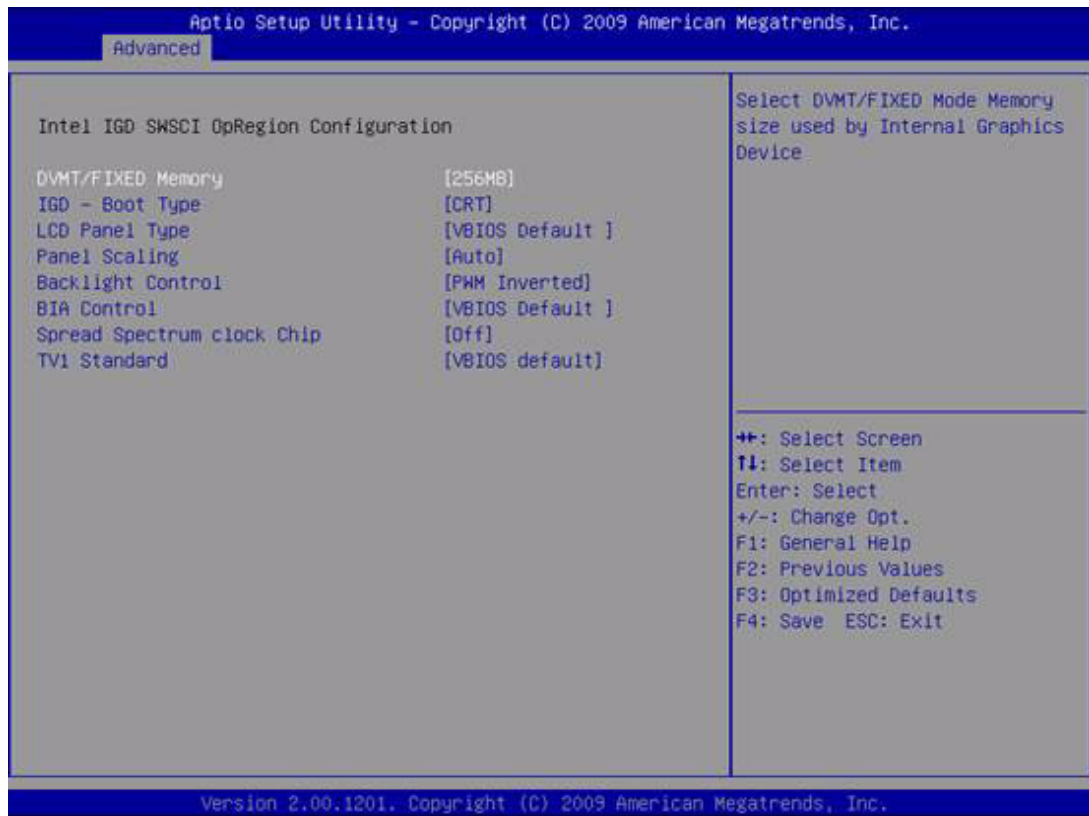 Aptio Setup Utility - Copyright (C) 2009 American Megatrends, Inc.
Advanced
Intel IGD SWSCI OpRegion Configuration
DVMT/FIXED Memory [256MB]
IGD - Boot Type [CRT]
LCD Panel Type [VBIOS Default ]
Panel Scaling [Auto]
Backlight Control [PWM Inverted]
BIA Control [VBIOS Default ]
Spread Spectrum clock Chip [Off]
TV1 Standard [VBIOS default]
Select DVMT/FIXED Mode Memory
size used by Internal Graphics
Device
→←: Select Screen
↑↓: Select Item
Enter: Select
+/-: Change Opt.
F1: General Help
F2: Previous Values
F3: Optimized Defaults
F4: Save ESC: Exit
Version 2.00.1201. Copyright (C) 2009 American Megatrends, Inc.